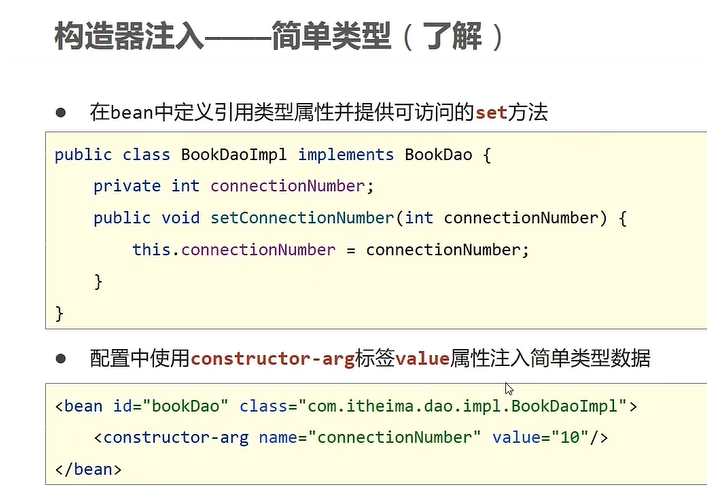 构造器注入——简单类型（了解）
● 在bean中定义引用类型属性并提供可访问的set方法
public class BookDaoImpl implements BookDao {
    private int connectionNumber;
    public void setConnectionNumber(int connectionNumber) {
        this.connectionNumber = connectionNumber;
    }
}
● 配置中使用constructor-arg标签value属性注入简单类型数据
<bean id="bookDao" class="com.itheima.dao.impl.BookDaoImpl">
    <constructor-arg name="connectionNumber" value="10"/>
</bean>